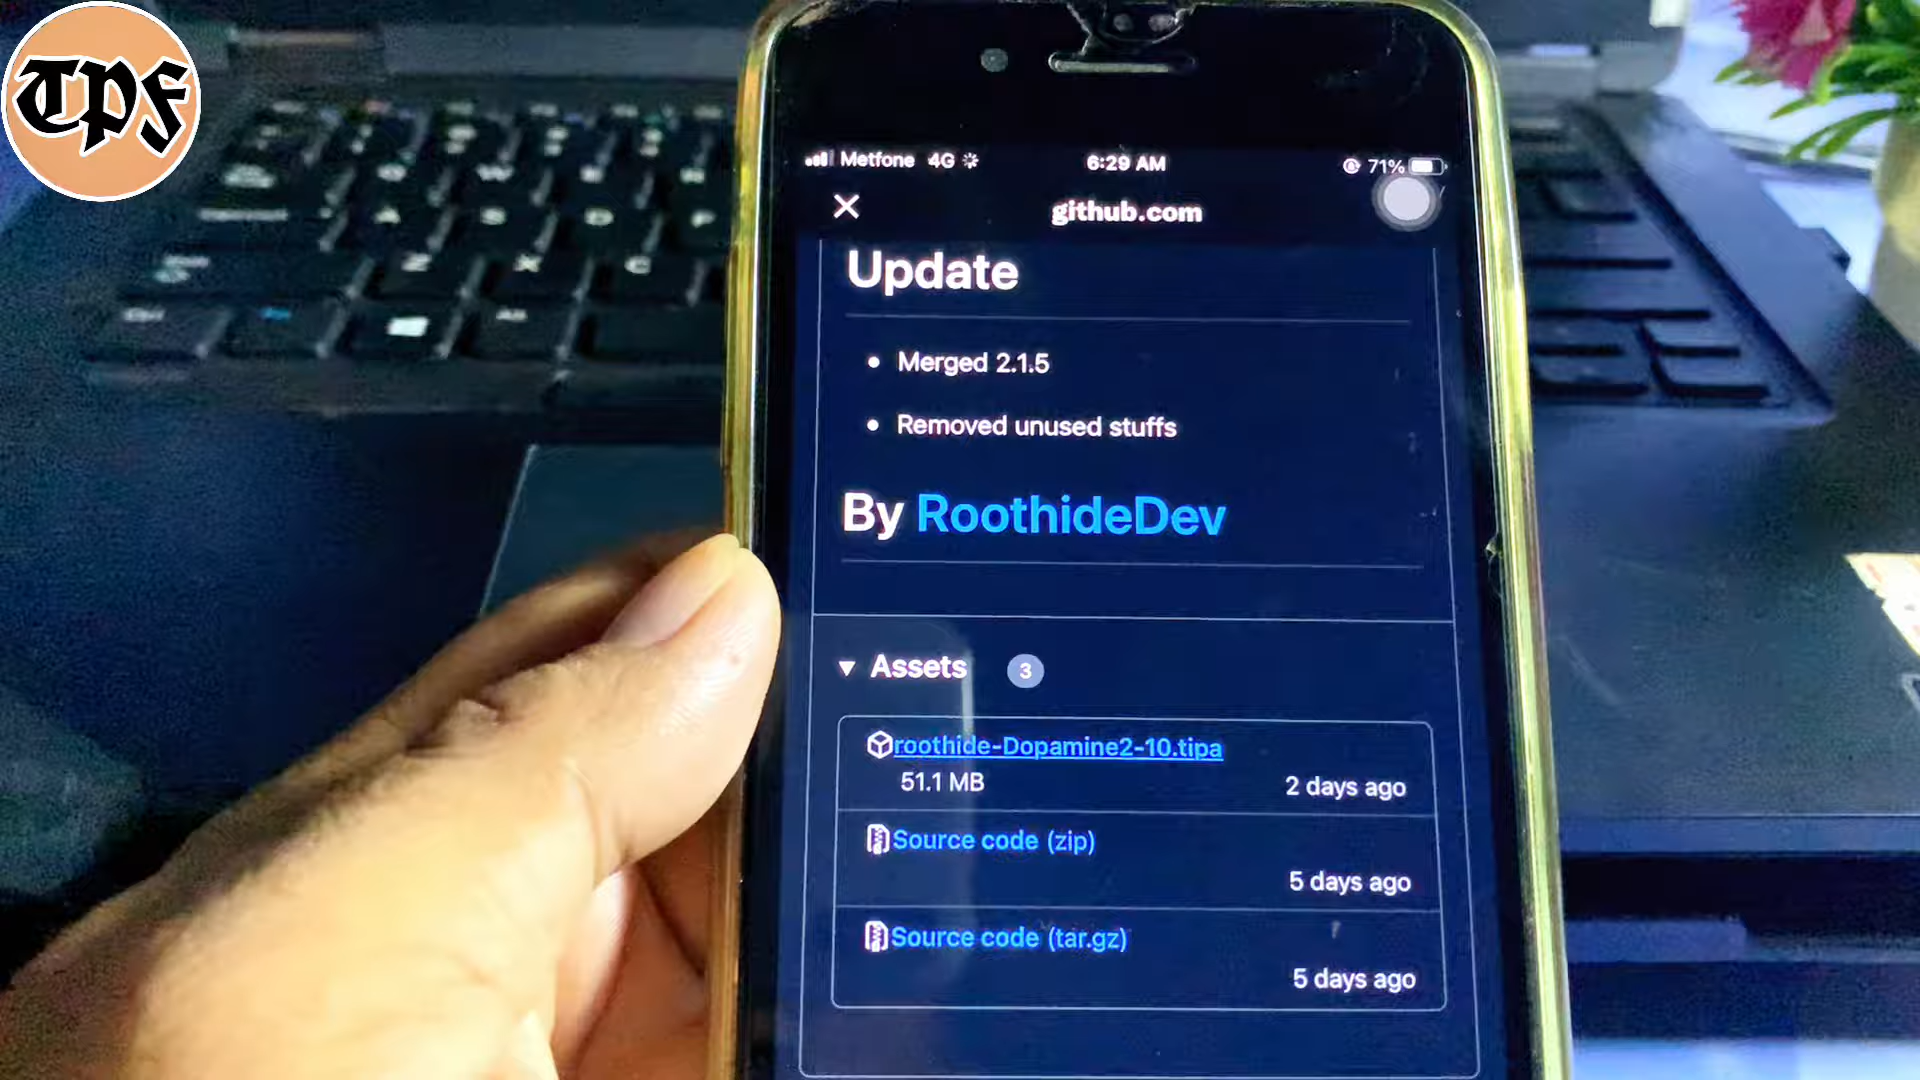 TPF
Metfone 4G 6:29 AM 71%
github.com
Update
• Merged 2.1.5
• Removed unused stuffs
By RoothideDev
▼ Assets 3
roothide-Dopamine2-10.tipa
51.1 MB 2 days ago
Source code (zip)
5 days ago
Source code (tar.gz)
5 days ago